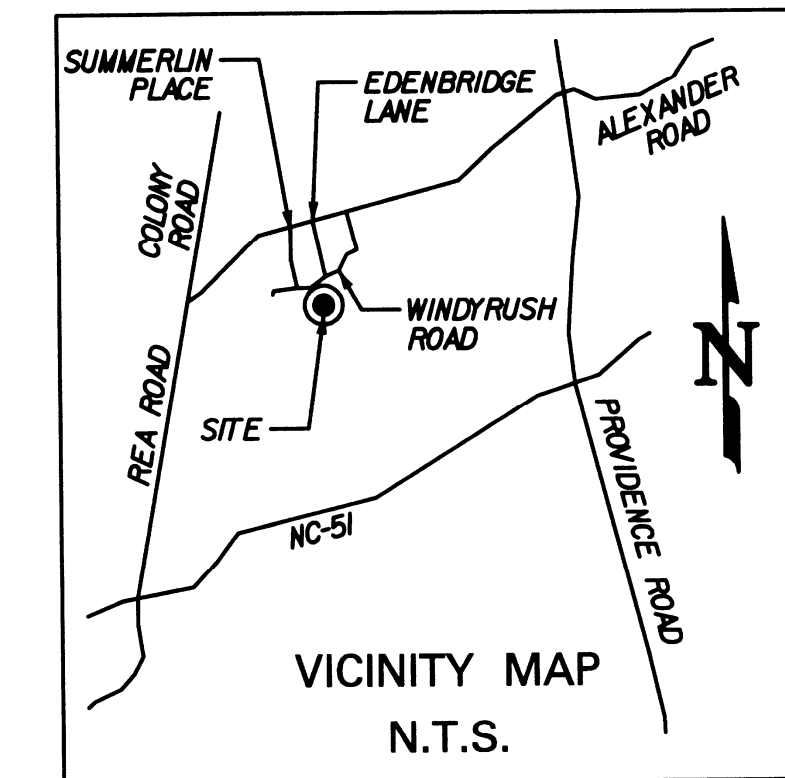 SUMMERLIN
PLACE
EDENBRIDGE
LANE
ALEXANDER
ROAD
COLONY
ROAD
WINDYRUSH
ROAD
N
REA ROAD
SITE
PROVIDENCE ROAD
NC-51
VICINITY MAP
N.T.S.